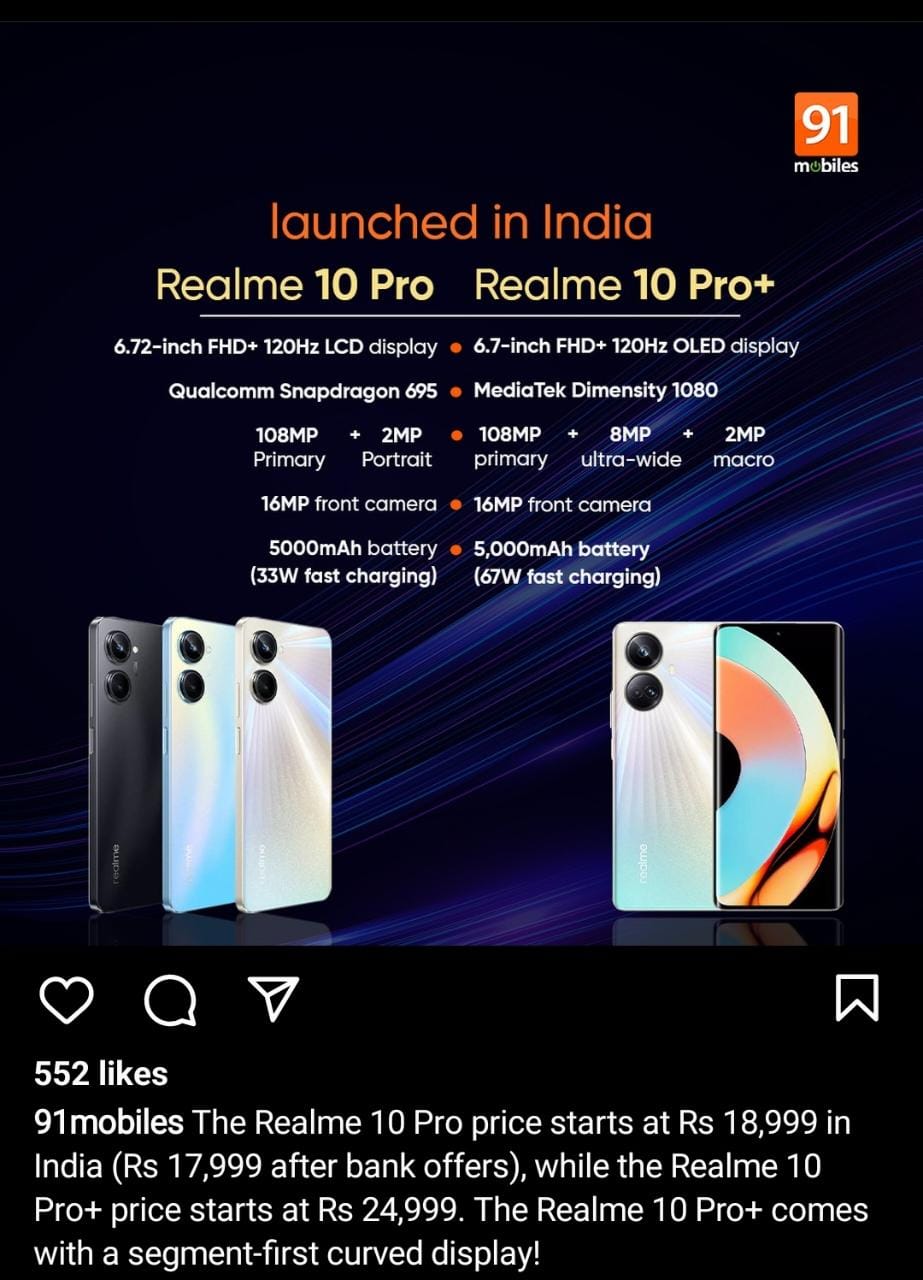 91
mobiles
launched in India
Realme 10 Pro Realme 10 Pro+
6.72-inch FHD+ 120Hz LCD display • 6.7-inch FHD+ 120Hz OLED display
Qualcomm Snapdragon 695 • MediaTek Dimensity 1080
108MP + 2MP • 108MP + 8MP + 2MP
Primary Portrait primary ultra-wide macro
16MP front camera • 16MP front camera
5000mAh battery • 5,000mAh battery
(33W fast charging) (67W fast charging)
realme realme realme realme
552 likes
91mobiles The Realme 10 Pro price starts at Rs 18,999 in
India (Rs 17,999 after bank offers), while the Realme 10
Pro+ price starts at Rs 24,999. The Realme 10 Pro+ comes
with a segment-first curved display!